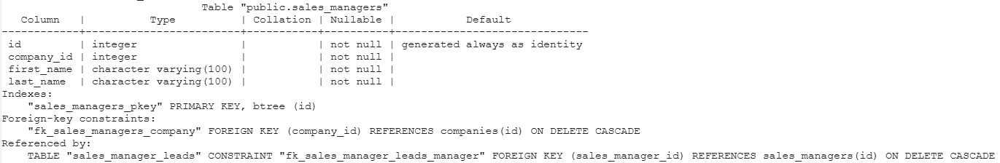 Table "public.sales_managers"
   Column   |          Type          | Collation | Nullable |           Default
------------+------------------------+-----------+----------+------------------------------
 id         | integer                |           | not null | generated always as identity
 company_id | integer                |           | not null |
 first_name | character varying(100) |           | not null |
 last_name  | character varying(100) |           | not null |
Indexes:
    "sales_managers_pkey" PRIMARY KEY, btree (id)
Foreign-key constraints:
    "fk_sales_managers_company" FOREIGN KEY (company_id) REFERENCES companies(id) ON DELETE CASCADE
Referenced by:
    TABLE "sales_manager_leads" CONSTRAINT "fk_sales_manager_leads_manager" FOREIGN KEY (sales_manager_id) REFERENCES sales_managers(id) ON DELETE CASCADE